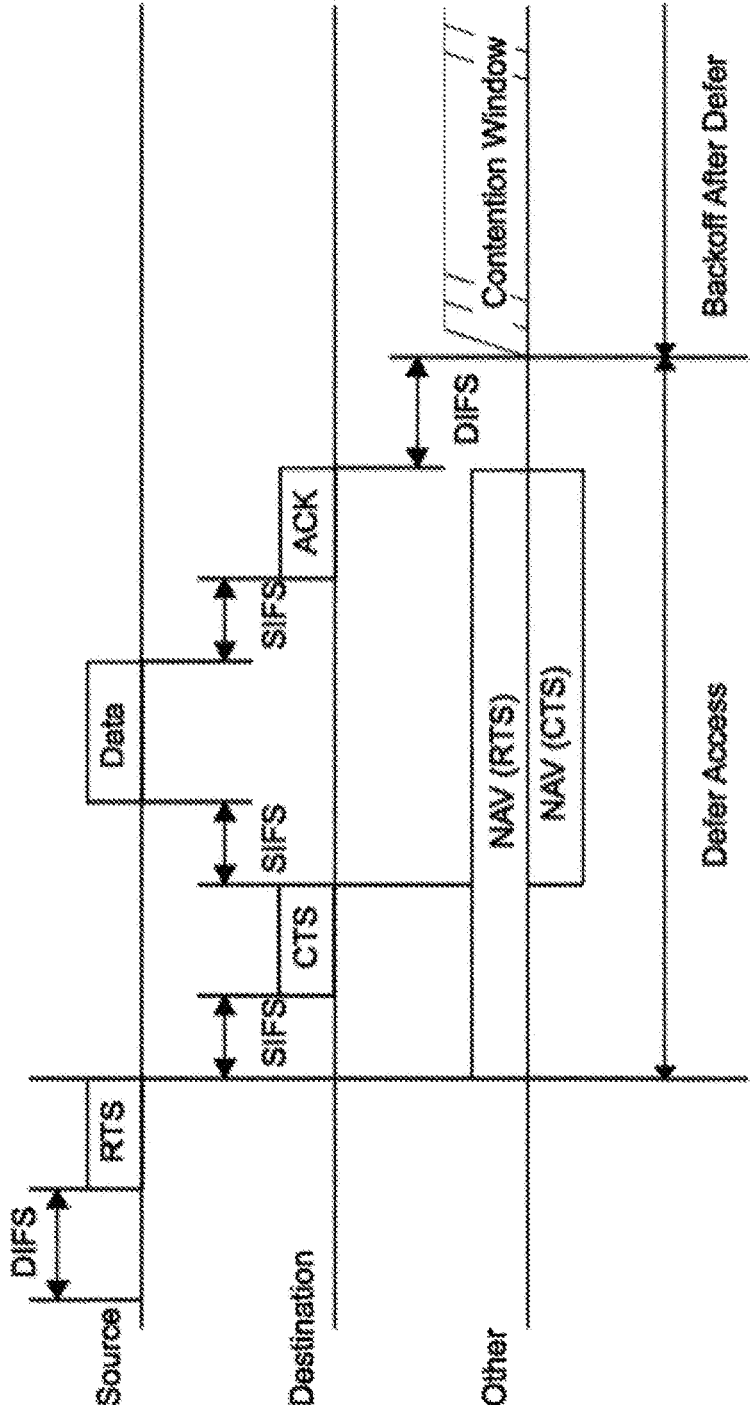 DIFS
Source
RTS
Data
SIFS
SIFS
SIFS
Destination
CTS
ACK
DIFS
Other
NAV (RTS)
NAV (CTS)
Contention Window
Defer Access
Backoff After Defer